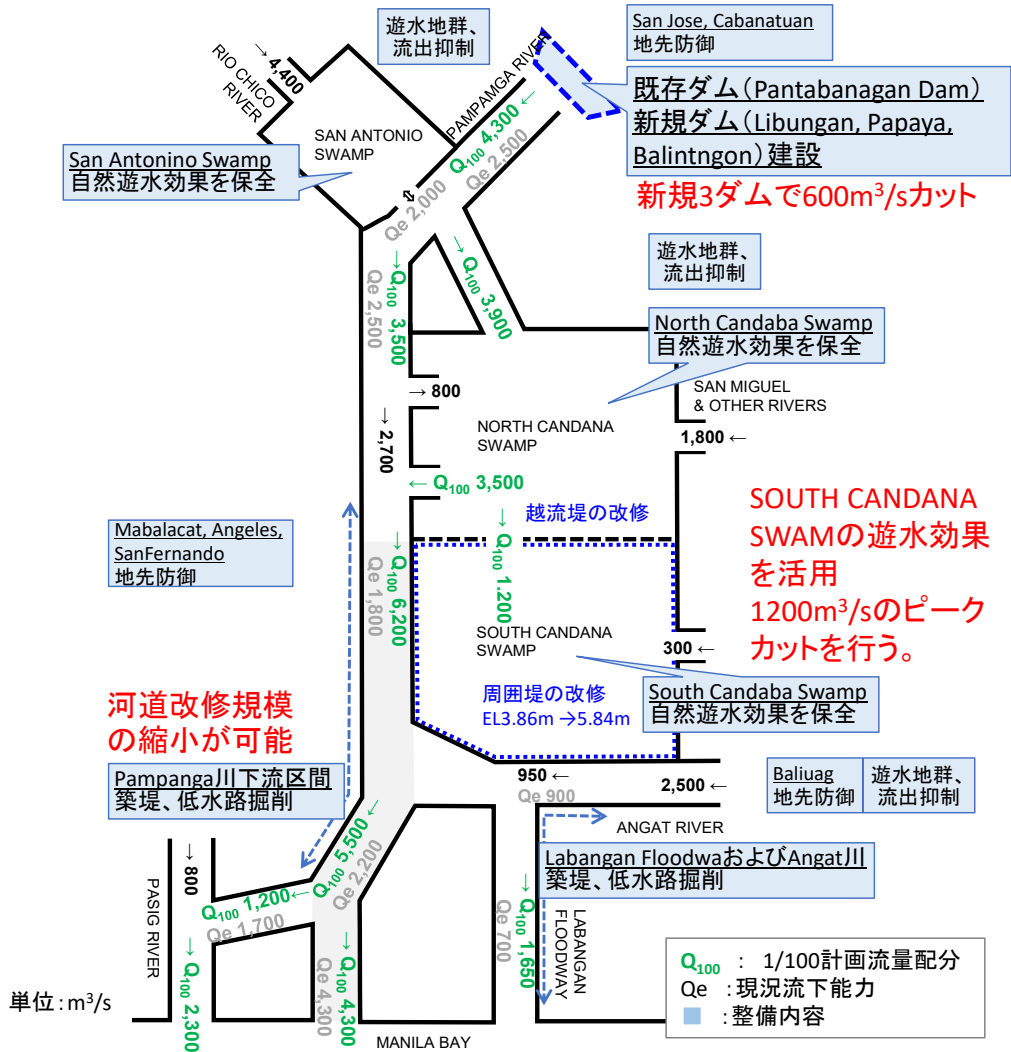 遊水地群、
流出抑制
San Jose, Cabanatuan
地先防御
既存ダム（Pantabanagan Dam）
新規ダム（Libungan, Papaya,
Balintngon）建設
新規3ダムで600m³/sカット
→
4,400
RIO CHICO
RIVER
SAN ANTONIO
SWAMP
PAMPAMGA RIVER
Q₁₀₀ 4,300 ←
Qe 2,500
San Antonino Swamp
自然遊水効果を保全
Qe 2,000
→Q₁₀₀ 3,500
Qe 2,500
→ Q₁₀₀ 3,900
遊水地群、
流出抑制
North Candaba Swamp
自然遊水効果を保全
→ 800
SAN MIGUEL
& OTHER RIVERS
→ 2,700
NORTH CANDANA
SWAMP
1,800 ←
← Q₁₀₀ 3,500
越流堤の改修
→ Q₁₀₀ 1.200
SOUTH CANDANA
SWAMの遊水効果
を活用
1200m³/sのピーク
カットを行う。
Mabalacat, Angeles,
SanFernando
地先防御
→ Q₁₀₀ 6,200
Qe 1,800
SOUTH CANDANA
SWAMP
300 ←
South Candaba Swamp
自然遊水効果を保全
周囲堤の改修
EL3.86m →5.84m
河道改修規模
の縮小が可能
Pampanga川下流区間
築堤、低水路掘削
950 ←
Qe 900
2,500 ←
Baliuag
地先防御
遊水地群、
流出抑制
ANGAT RIVER
Labangan FloodwaおよびAngat川
築堤、低水路掘削
Q₁₀₀ 5,500 ←
Qe 2,200
→ 800
PASIG RIVER
Q₁₀₀ 1,200 ←
Qe 1,700
→ Q₁₀₀ 2,300
→ Q₁₀₀ 4,300
Qe 4,300
→ Q₁₀₀ 1,650
Qe 700
LABANGAN
FLOODWAY
Q₁₀₀ : 1/100計画流量配分
Qe :現況流下能力
:整備内容
単位：m³/s
MANILA BAY